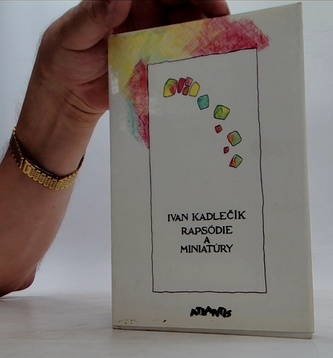 IVAN KADLEČÍK
RAPSÓDIE
A
MINIATÚRY
ATLANTIS